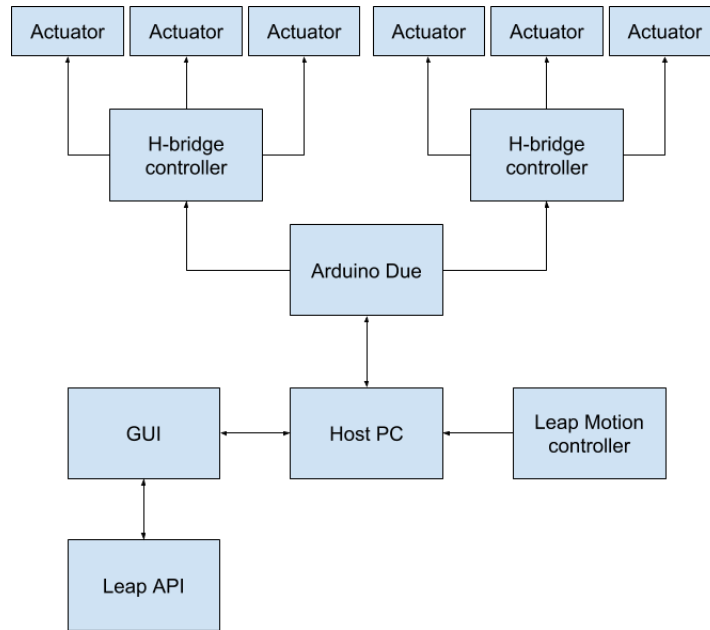 Actuator
Actuator
Actuator
Actuator
Actuator
Actuator
H-bridge
controller
H-bridge
controller
Arduino Due
GUI
Host PC
Leap Motion
controller
Leap API